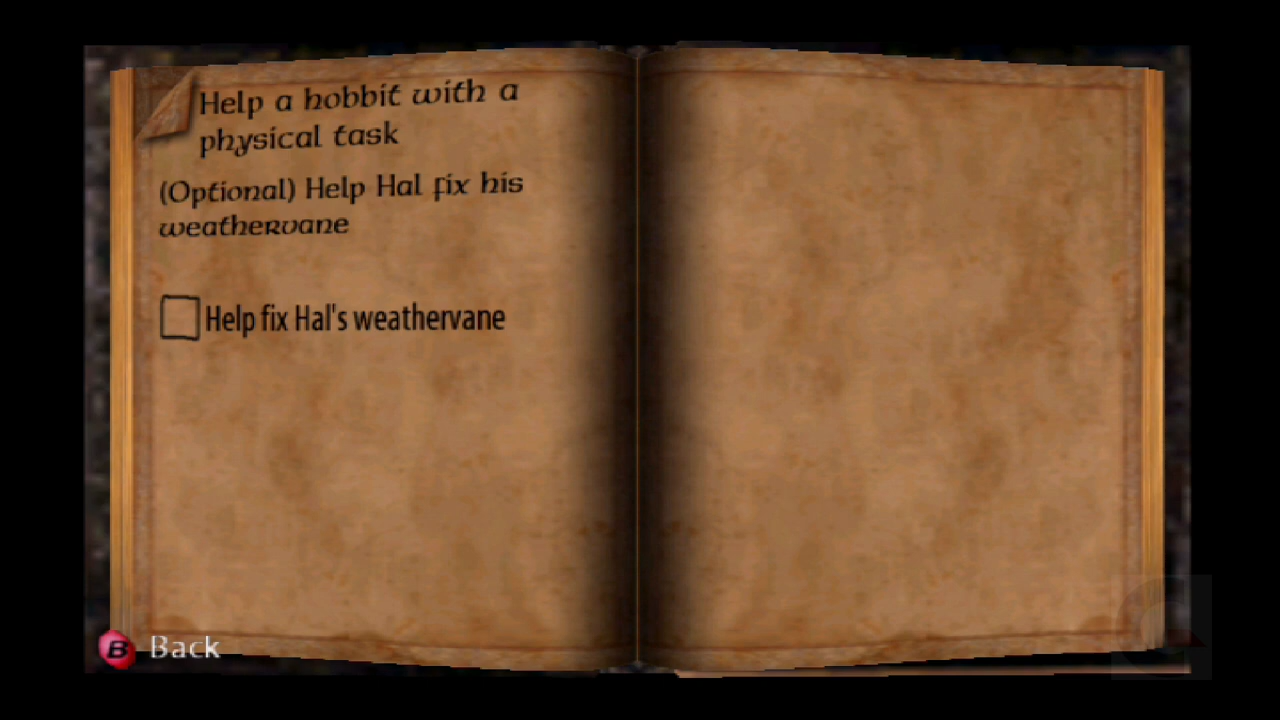 Help a hobbit with a
physical task
(Optional) Help Hal fix his
weathervane
Help fix Hal's weathervane
B Back